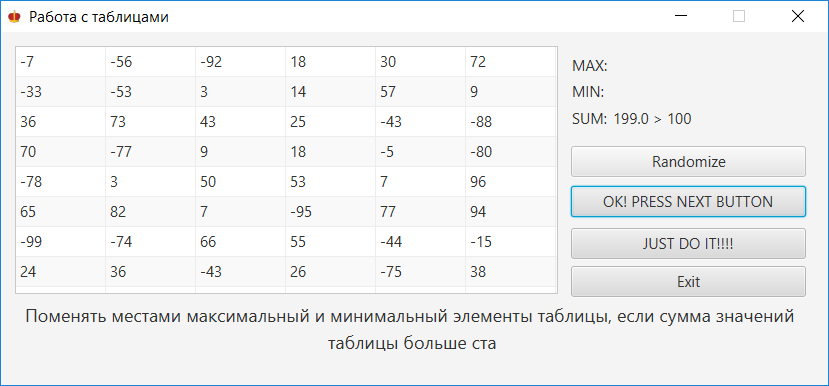 Работа с таблицами
-7 -56 -92 18 30 72
-33 -53 3 14 57 9
36 73 43 25 -43 -88
70 -77 9 18 -5 -80
-78 3 50 53 7 96
65 82 7 -95 77 94
-99 -74 66 55 -44 -15
24 36 -43 26 -75 38
MAX:
MIN:
SUM: 199.0 > 100
Randomize
OK! PRESS NEXT BUTTON
JUST DO IT!!!!
Exit
Поменять местами максимальный и минимальный элементы таблицы, если сумма значений
таблицы больше ста